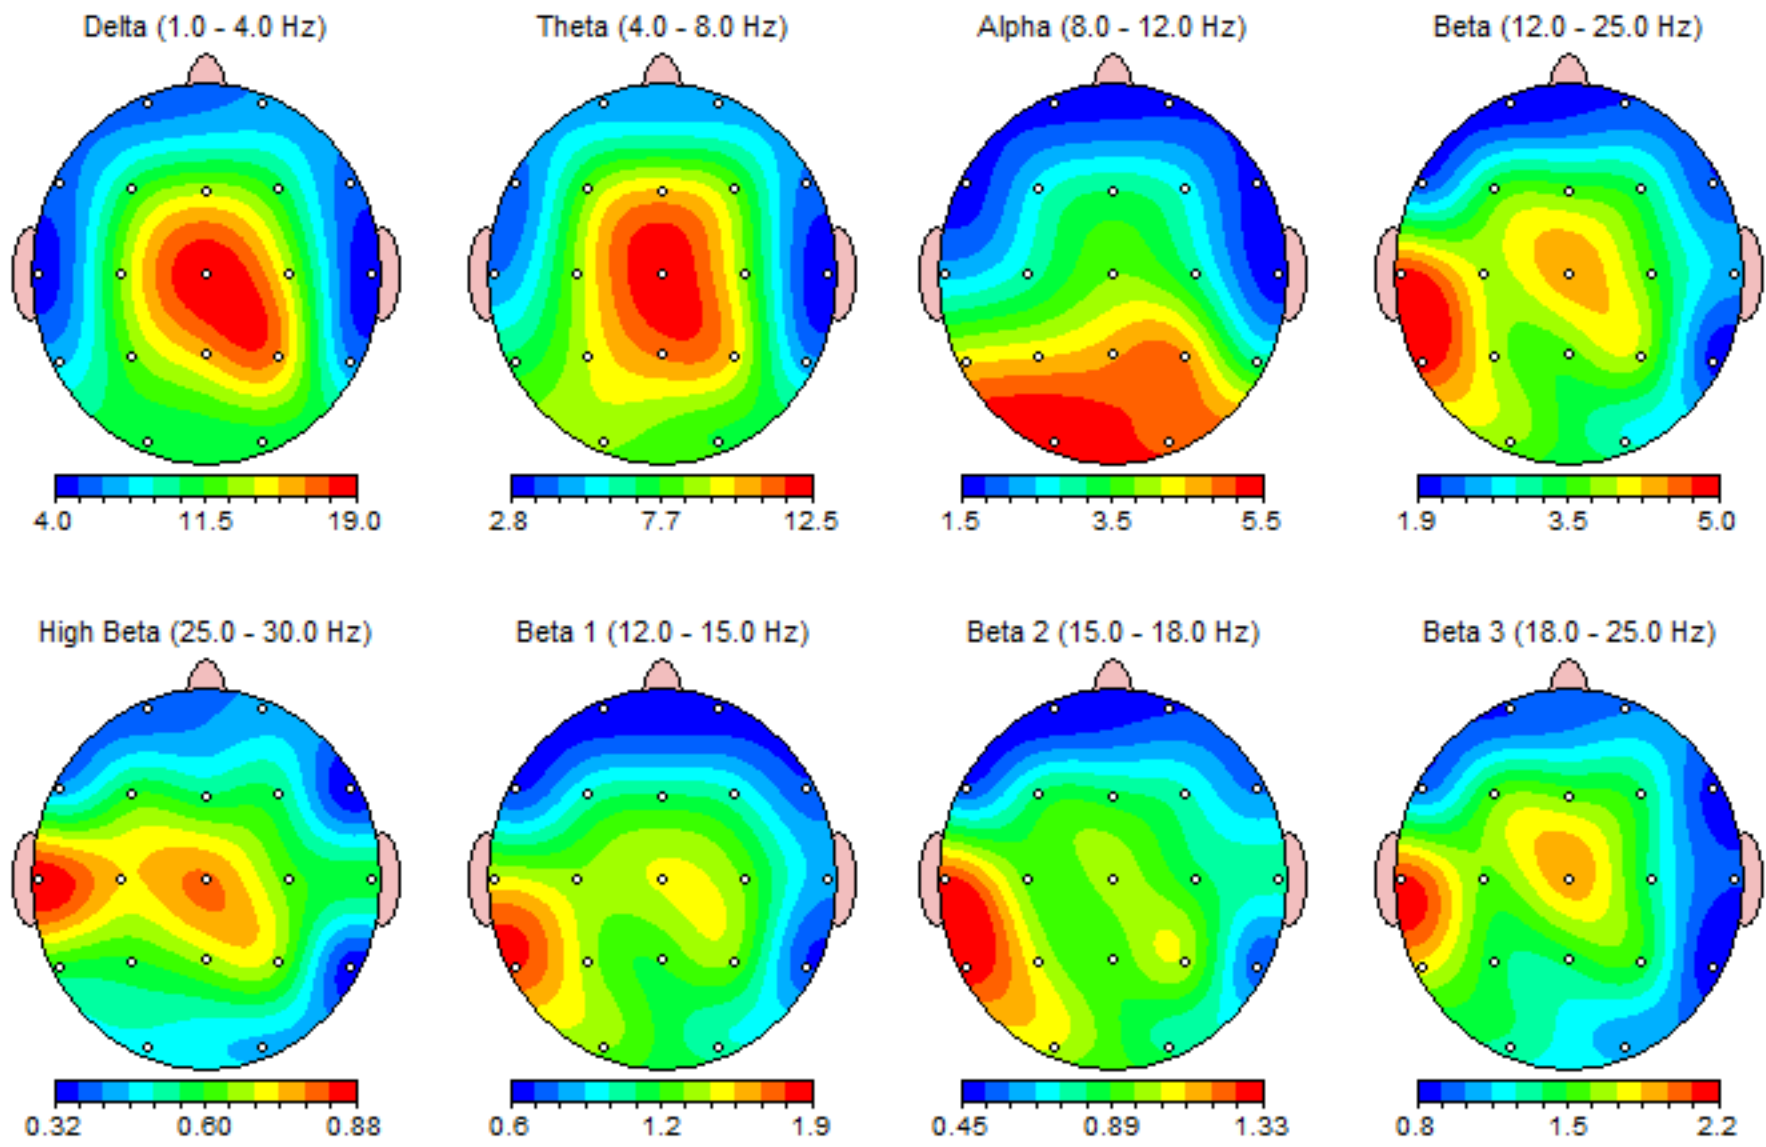 Delta (1.0 - 4.0 Hz)
Theta (4.0 - 8.0 Hz)
Alpha (8.0 - 12.0 Hz)
Beta (12.0 - 25.0 Hz)
4.0 11.5 19.0
2.8 7.7 12.5
1.5 3.5 5.5
1.9 3.5 5.0
High Beta (25.0 - 30.0 Hz)
Beta 1 (12.0 - 15.0 Hz)
Beta 2 (15.0 - 18.0 Hz)
Beta 3 (18.0 - 25.0 Hz)
0.32 0.60 0.88
0.6 1.2 1.9
0.45 0.89 1.33
0.8 1.5 2.2